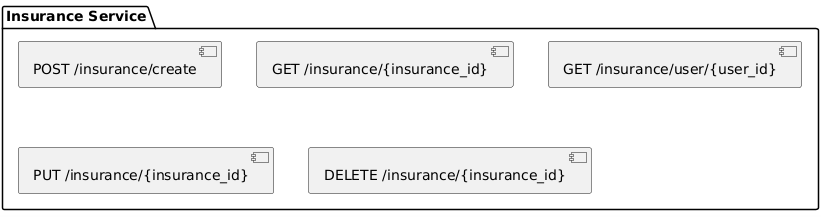 Insurance Service
POST /insurance/create
GET /insurance/{insurance_id}
GET /insurance/user/{user_id}
PUT /insurance/{insurance_id}
DELETE /insurance/{insurance_id}